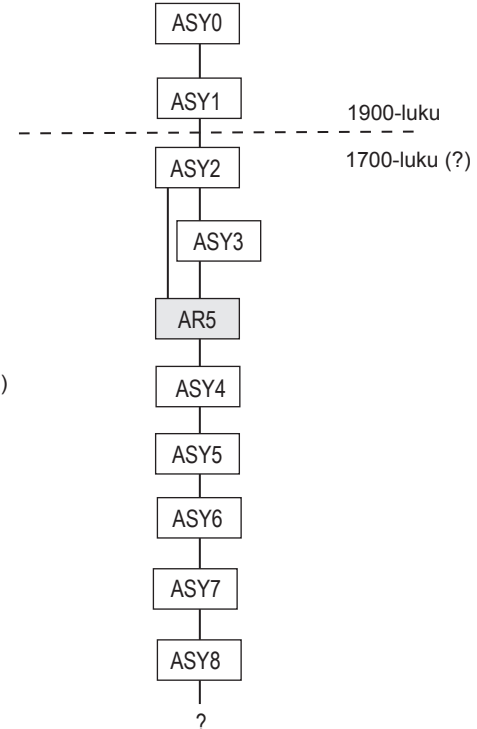 ASY0
ASY1
1900-luku
1700-luku (?)
ASY2
ASY3
AR5
)
ASY4
ASY5
ASY6
ASY7
ASY8
?